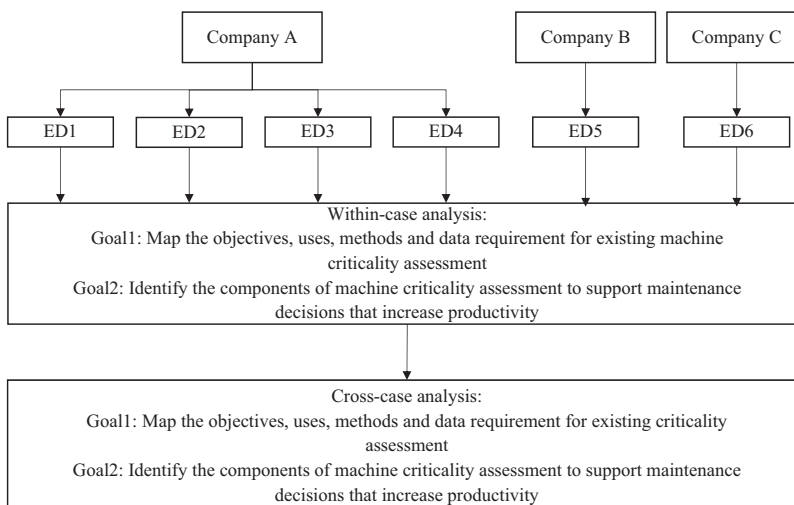 Company A
Company B
Company C
ED1
ED2
ED3
ED4
ED5
ED6
Within-case analysis:
Goal1: Map the objectives, uses, methods and data requirement for existing machine
criticality assessment
Goal2: Identify the components of machine criticality assessment to support maintenance
decisions that increase productivity
Cross-case analysis:
Goal1: Map the objectives, uses, methods and data requirement for existing criticality
assessment
Goal2: Identify the components of machine criticality assessment to support maintenance
decisions that increase productivity